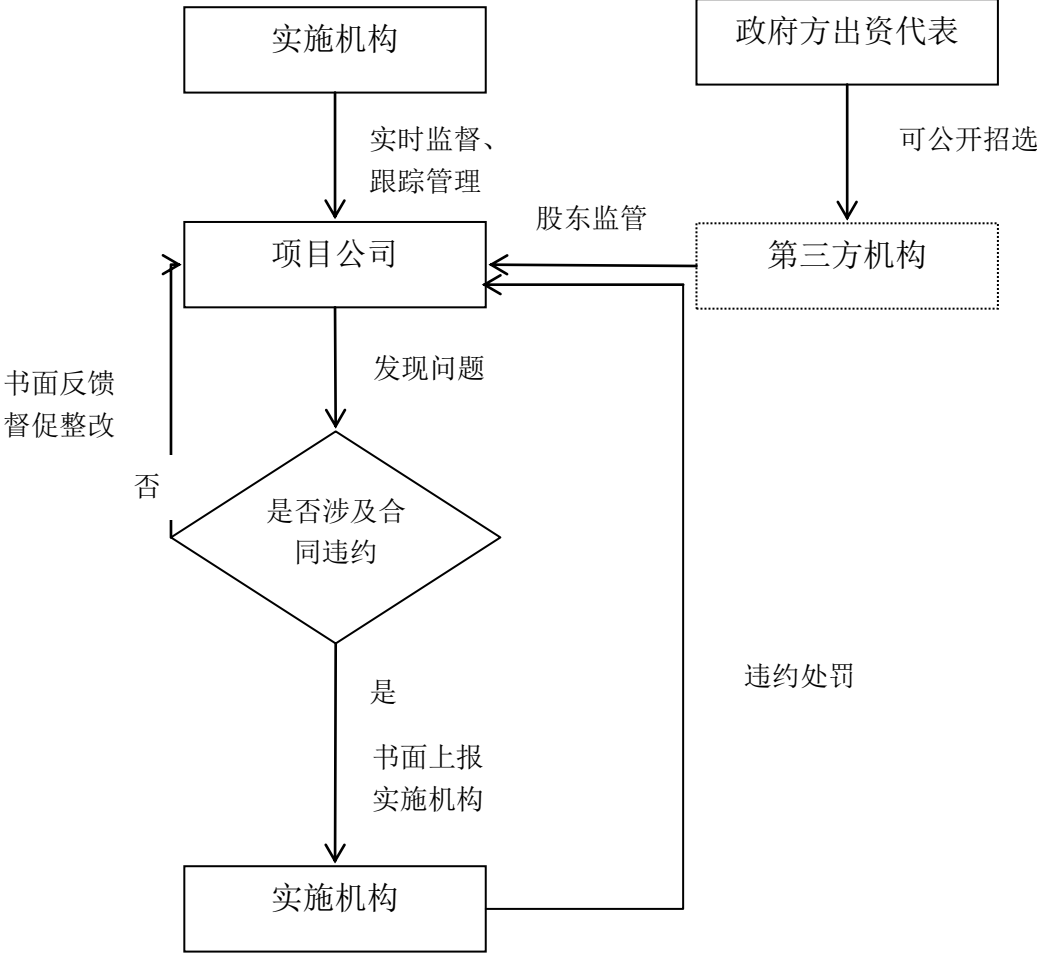 实施机构
政府方出资代表
实时监督、
跟踪管理
可公开招选
股东监管
项目公司
第三方机构
发现问题
书面反馈
督促整改
否
是否涉及合
同违约
违约处罚
是
书面上报
实施机构
实施机构